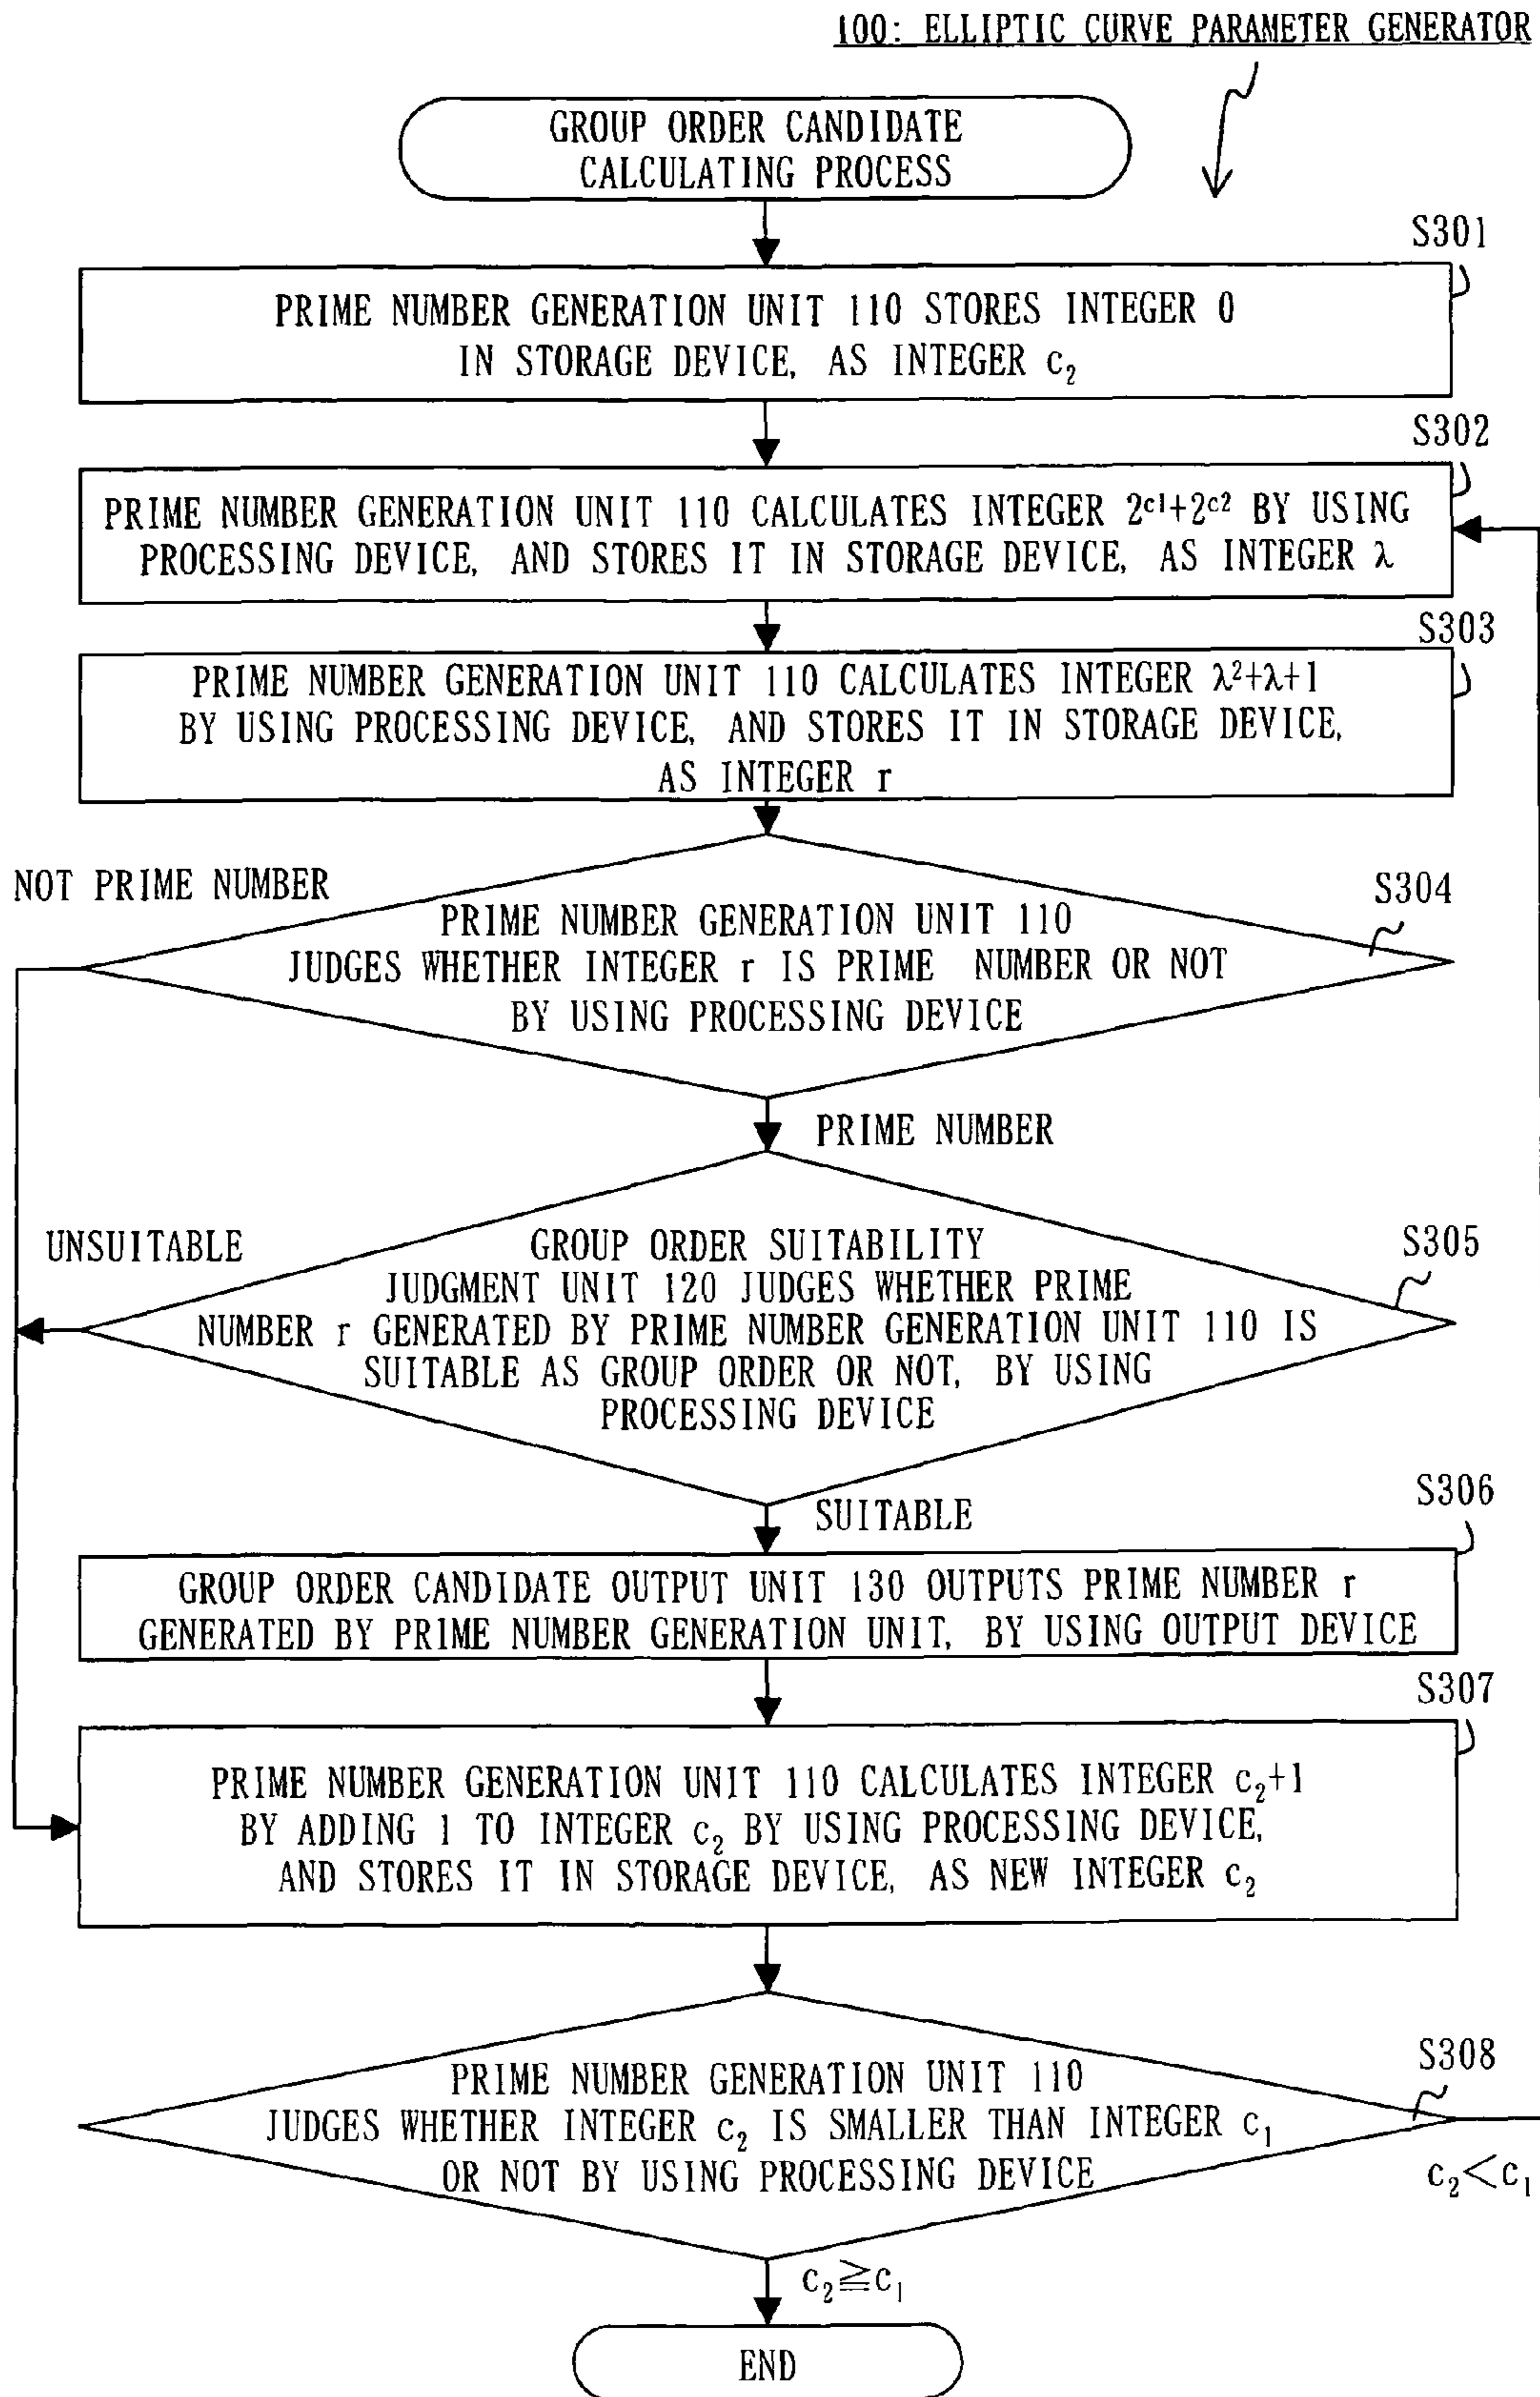 100: ELLIPTIC CURVE PARAMETER GENERATOR
GROUP ORDER CANDIDATE
CALCULATING PROCESS
S301
PRIME NUMBER GENERATION UNIT 110 STORES INTEGER 0
IN STORAGE DEVICE, AS INTEGER c₂
S302
PRIME NUMBER GENERATION UNIT 110 CALCULATES INTEGER 2ᶜ¹+2ᶜ² BY USING
PROCESSING DEVICE, AND STORES IT IN STORAGE DEVICE, AS INTEGER λ
S303
PRIME NUMBER GENERATION UNIT 110 CALCULATES INTEGER λ²+λ+1
BY USING PROCESSING DEVICE, AND STORES IT IN STORAGE DEVICE,
AS INTEGER r
NOT PRIME NUMBER
S304
PRIME NUMBER GENERATION UNIT 110
JUDGES WHETHER INTEGER r IS PRIME NUMBER OR NOT
BY USING PROCESSING DEVICE
PRIME NUMBER
UNSUITABLE
S305
GROUP ORDER SUITABILITY
JUDGMENT UNIT 120 JUDGES WHETHER PRIME
NUMBER r GENERATED BY PRIME NUMBER GENERATION UNIT 110 IS
SUITABLE AS GROUP ORDER OR NOT, BY USING
PROCESSING DEVICE
SUITABLE
S306
GROUP ORDER CANDIDATE OUTPUT UNIT 130 OUTPUTS PRIME NUMBER r
GENERATED BY PRIME NUMBER GENERATION UNIT, BY USING OUTPUT DEVICE
S307
PRIME NUMBER GENERATION UNIT 110 CALCULATES INTEGER c₂+1
BY ADDING 1 TO INTEGER c₂ BY USING PROCESSING DEVICE,
AND STORES IT IN STORAGE DEVICE, AS NEW INTEGER c₂
S308
PRIME NUMBER GENERATION UNIT 110
JUDGES WHETHER INTEGER c₂ IS SMALLER THAN INTEGER c₁
OR NOT BY USING PROCESSING DEVICE
c₂<c₁
c₂≧c₁
END